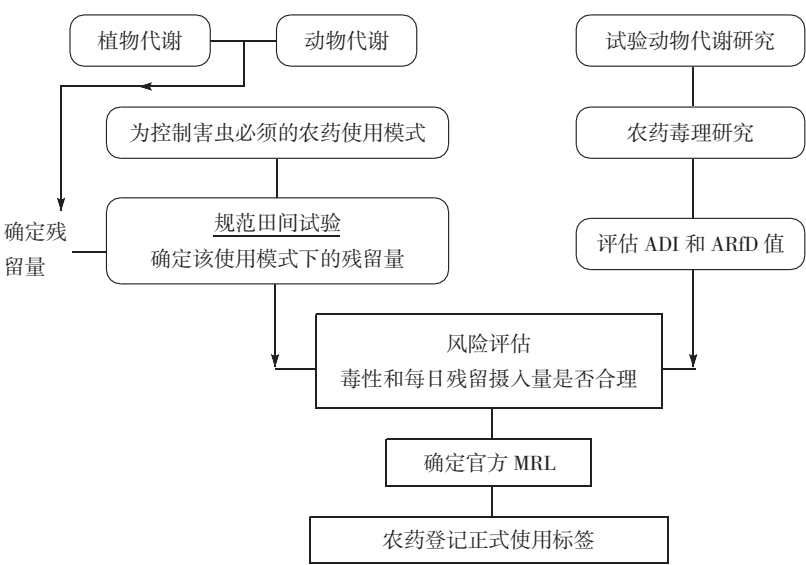 植物代谢
动物代谢
试验动物代谢研究
为控制害虫必须的农药使用模式
农药毒理研究
确定残
留量
规范田间试验
确定该使用模式下的残留量
评估 ADI 和 ARfD 值
风险评估
毒性和每日残留摄入量是否合理
确定官方 MRL
农药登记正式使用标签